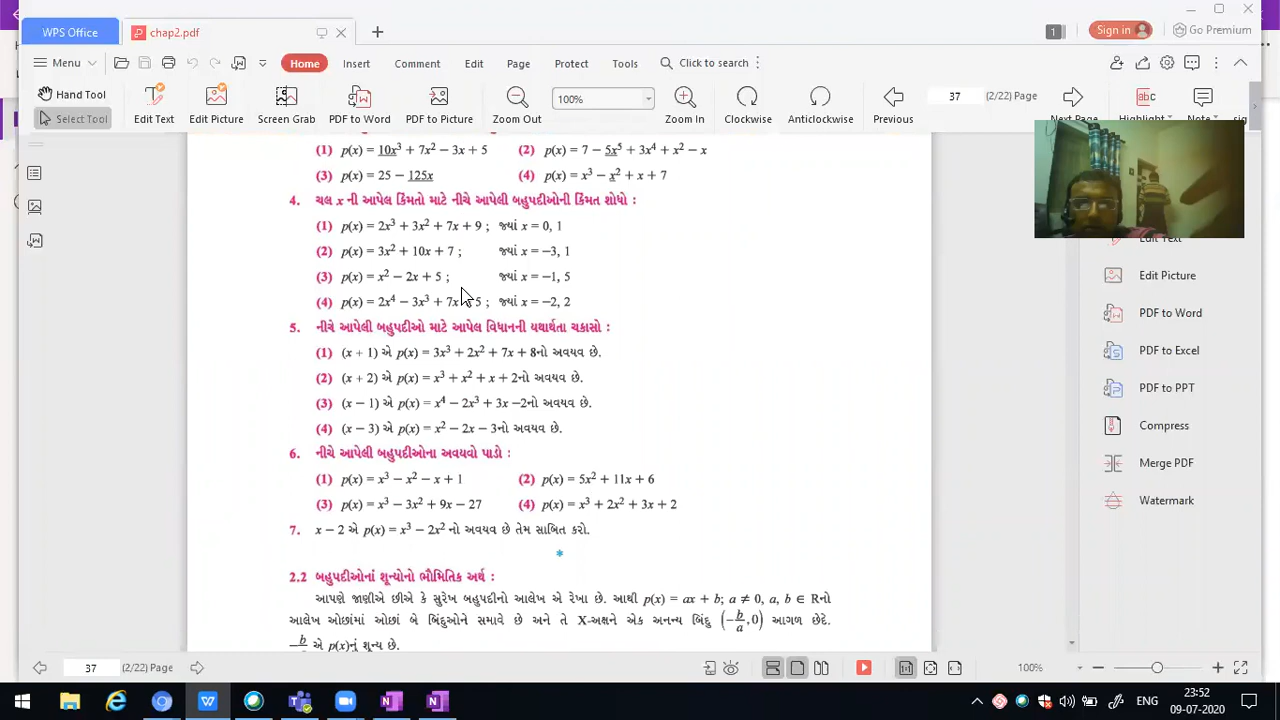 WPS Office
chap2.pdf
1
Sign in
Go Premium
Menu
Home
Insert
Comment
Edit
Page
Protect
Tools
Click to search
Hand Tool
Select Tool
Edit Text
Edit Picture
Screen Grab
PDF to Word
PDF to Picture
Zoom Out
100%
Zoom In
Clockwise
Anticlockwise
Previous
37
(2/22) Page
Next Page
Highlight
Note
(1) p(x) = 10x³ + 7x² − 3x + 5 (2) p(x) = 7 − 5x⁵ + 3x⁴ + x² − x
(3) p(x) = 25 − 125x (4) p(x) = x³ − x² + x + 7
4. ચલ x ની આપેલ કિંમતો માટે નીચે આપેલી બહુપદીઓની કિંમત શોધો :
(1) p(x) = 2x³ + 3x² + 7x + 9 ; જ્યાં x = 0, 1
(2) p(x) = 3x² + 10x + 7 ; જ્યાં x = −3, 1
(3) p(x) = x² − 2x + 5 ; જ્યાં x = −1, 5
(4) p(x) = 2x⁴ − 3x³ + 7x 5 ; જ્યાં x = −2, 2
5. નીચે આપેલી બહુપદીઓ માટે આપેલ વિધાનની યથાર્થતા ચકાસો :
(1) (x + 1) એ p(x) = 3x³ + 2x² + 7x + 8નો અવયવ છે.
(2) (x + 2) એ p(x) = x³ + x² + x + 2નો અવયવ છે.
(3) (x − 1) એ p(x) = x⁴ − 2x³ + 3x −2નો અવયવ છે.
(4) (x − 3) એ p(x) = x² − 2x − 3નો અવયવ છે.
6. નીચે આપેલી બહુપદીઓના અવયવો પાડો :
(1) p(x) = x³ − x² − x + 1 (2) p(x) = 5x² + 11x + 6
(3) p(x) = x³ − 3x² + 9x − 27 (4) p(x) = x³ + 2x² + 3x + 2
7. x − 2 એ p(x) = x³ − 2x² નો અવયવ છે તેમ સાબિત કરો.
*
2.2 બહુપદીઓનાં શૂન્યોનો ભૌમિતિક અર્થ :
આપણે જાણીએ છીએ કે સુરેખ બહુપદીનો આલેખ એ રેખા છે. આથી p(x) = ax + b; a ≠ 0, a, b ∈ Rનો
આલેખ ઓછાંમાં ઓછાં બે બિંદુઓને સમાવે છે અને તે X-અક્ષને એક અનન્ય બિંદુ (−b/a, 0) આગળ છેદે.
−b/ એ p(x)નું શૂન્ય છે.
Edit Text
Edit Picture
PDF to Word
PDF to Excel
PDF to PPT
Compress
Merge PDF
Watermark
37
(2/22) Page
100%
ENG
23:52
09-07-2020